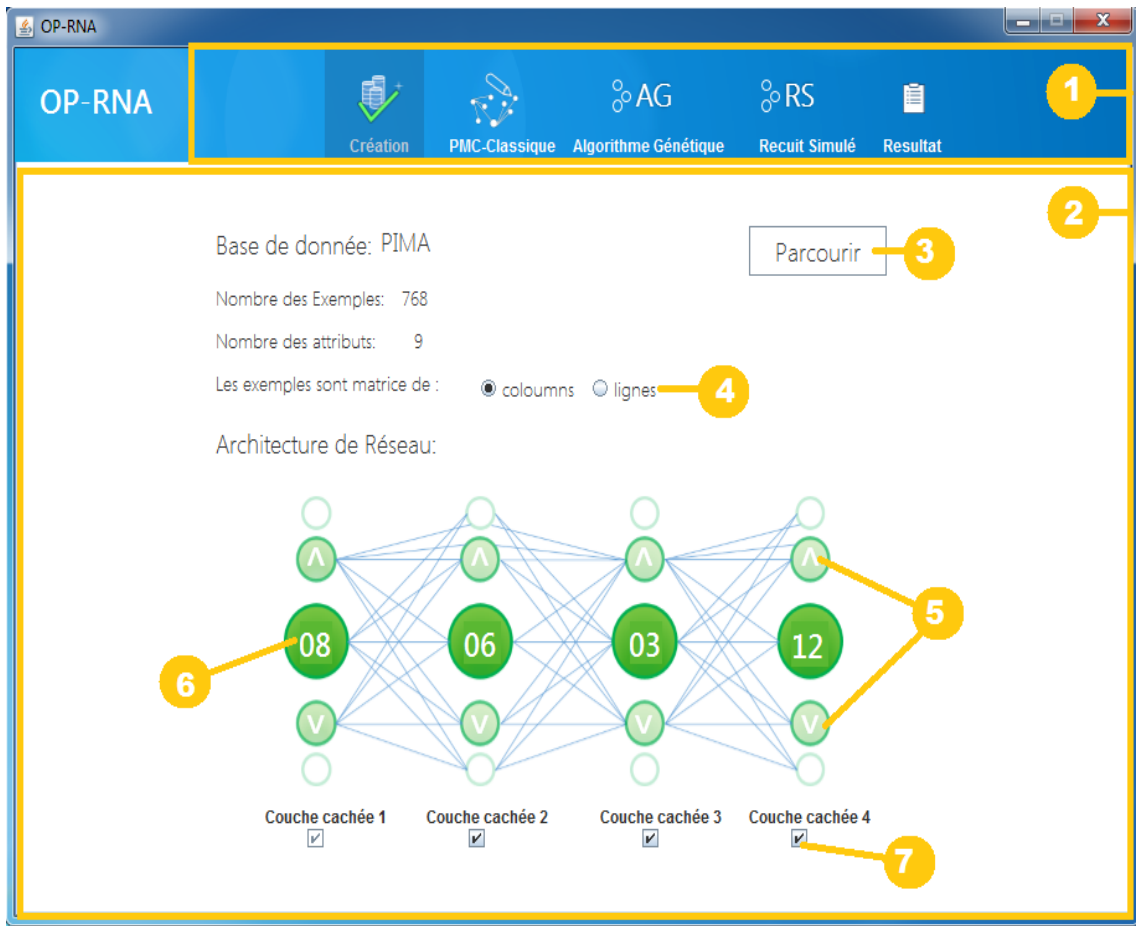 OP-RNA
OP-RNA
AG
RS
1
Création PMC-Classique Algorithme Génétique Recuit Simulé Resultat
2
Base de donnée: PIMA
Parcourir
3
Nombre des Exemples: 768
Nombre des attributs: 9
Les exemples sont matrice de : coloumns lignes
4
Architecture de Réseau:
Λ Λ Λ Λ
5
08 06 03 12
6
V V V V
Couche cachée 1 Couche cachée 2 Couche cachée 3 Couche cachée 4
7